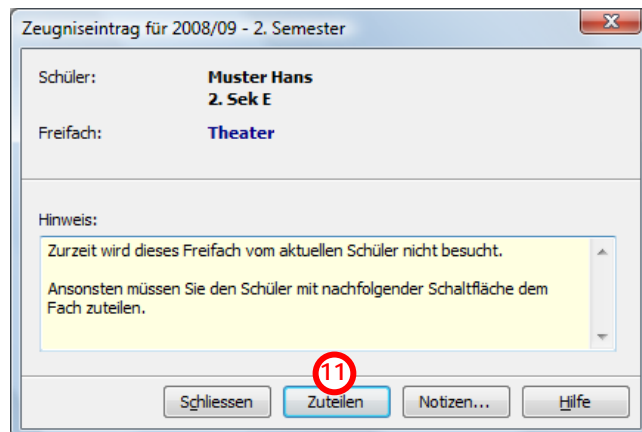 Zeugniseintrag für 2008/09 - 2. Semester
Schüler: Muster Hans
2. Sek E
Freifach: Theater
Hinweis:
Zurzeit wird dieses Freifach vom aktuellen Schüler nicht besucht.
Ansonsten müssen Sie den Schüler mit nachfolgender Schaltfläche dem
Fach zuteilen.
11
Schliessen Zuteilen Notizen... Hilfe